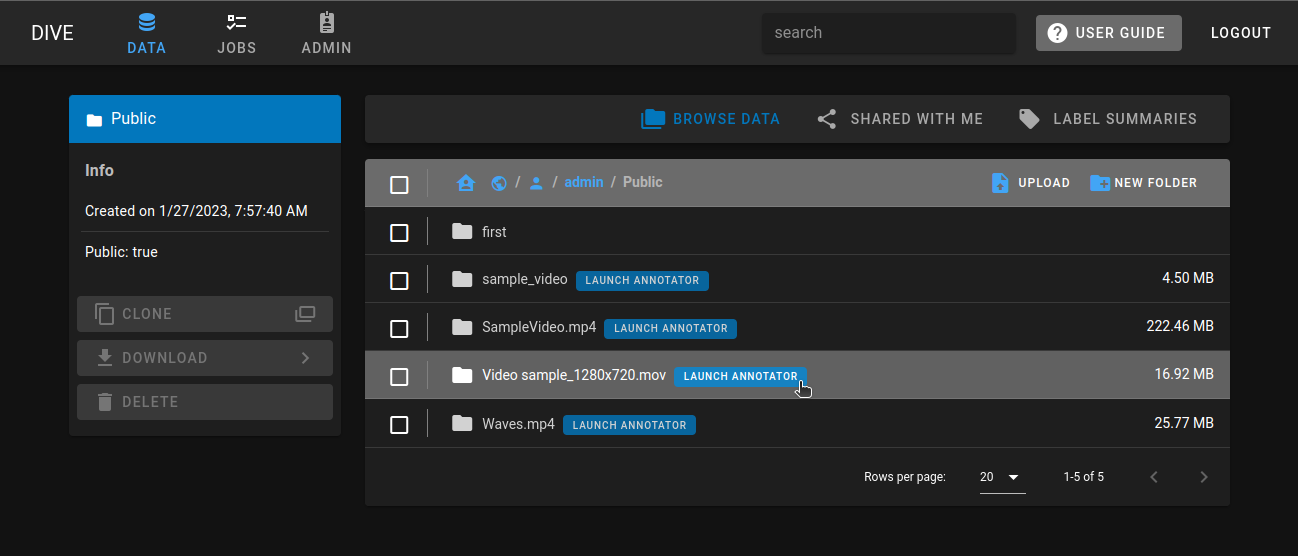 DIVE
DATA
JOBS
ADMIN
search
USER GUIDE
LOGOUT
Public
Info
Created on 1/27/2023, 7:57:40 AM
Public: true
CLONE
DOWNLOAD
DELETE
BROWSE DATA
SHARED WITH ME
LABEL SUMMARIES
/ / admin / Public
UPLOAD
NEW FOLDER
first
sample_video LAUNCH ANNOTATOR 4.50 MB
SampleVideo.mp4 LAUNCH ANNOTATOR 222.46 MB
Video sample_1280x720.mov LAUNCH ANNOTATOR 16.92 MB
Waves.mp4 LAUNCH ANNOTATOR 25.77 MB
Rows per page: 20 1-5 of 5